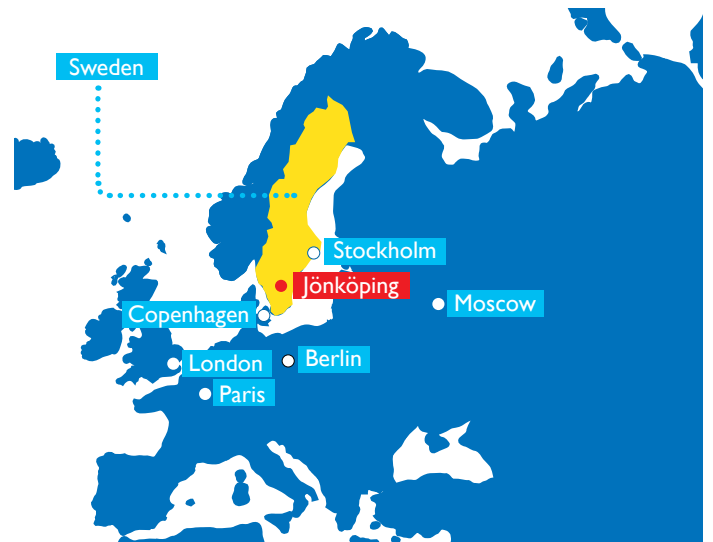 Sweden
Stockholm
Jönköping
Moscow
Copenhagen
London
Berlin
Paris